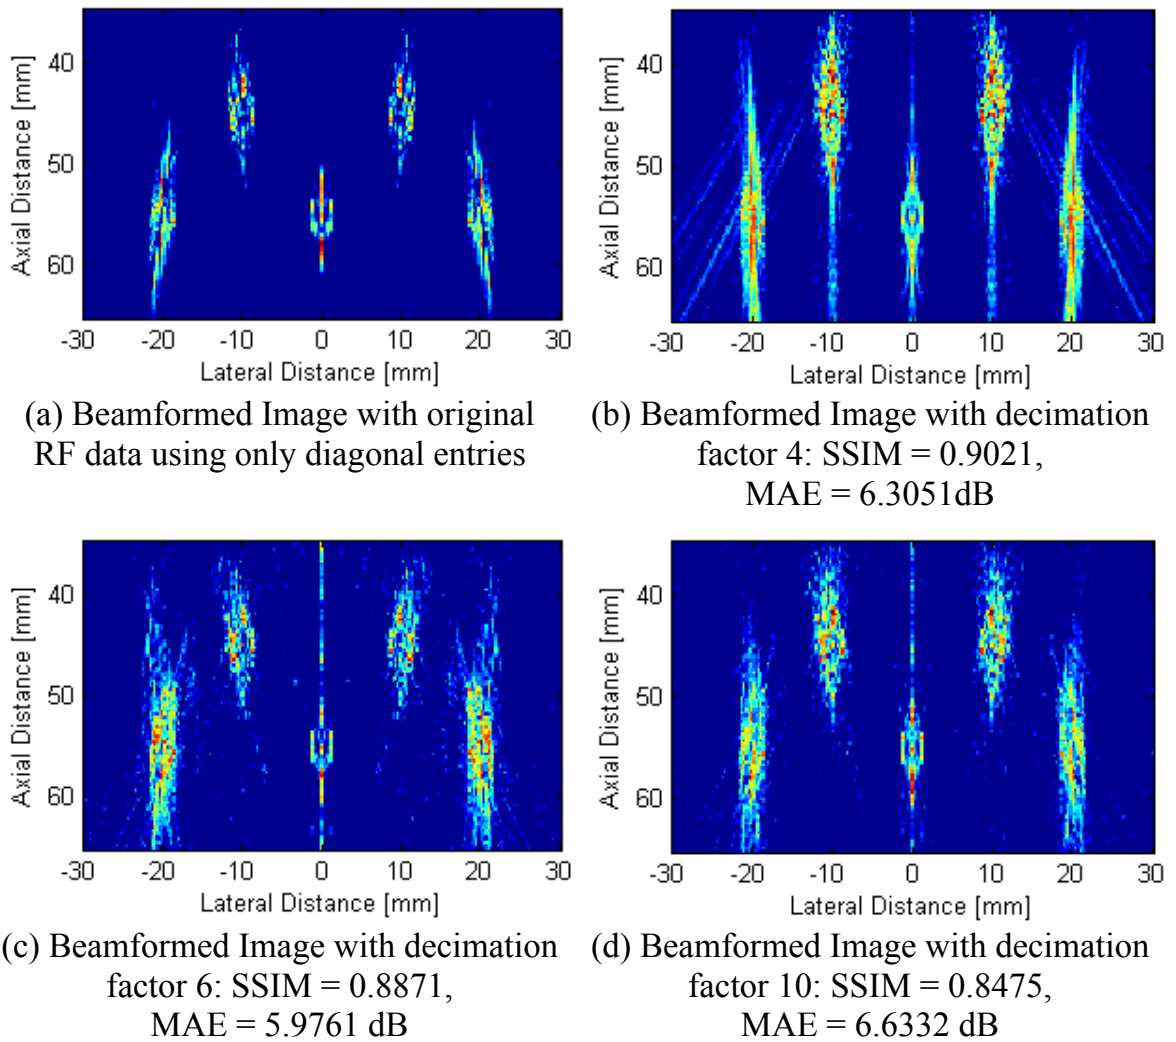 40
50
60
Axial Distance [mm]
-30 -20 -10 0 10 20 30
Lateral Distance [mm]
(a) Beamformed Image with original
RF data using only diagonal entries
40
50
60
Axial Distance [mm]
-30 -20 -10 0 10 20 30
Lateral Distance [mm]
(b) Beamformed Image with decimation
factor 4: SSIM = 0.9021,
MAE = 6.3051dB
40
50
60
Axial Distance [mm]
-30 -20 -10 0 10 20 30
Lateral Distance [mm]
(c) Beamformed Image with decimation
factor 6: SSIM = 0.8871,
MAE = 5.9761 dB
40
50
60
Axial Distance [mm]
-30 -20 -10 0 10 20 30
Lateral Distance [mm]
(d) Beamformed Image with decimation
factor 10: SSIM = 0.8475,
MAE = 6.6332 dB